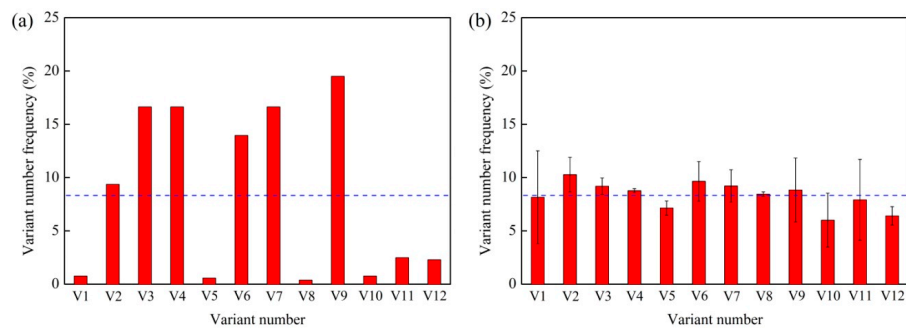 (a)
25
20
15
10
5
0
Variant number frequency (%)
V1 V2 V3 V4 V5 V6 V7 V8 V9 V10 V11 V12
Variant number
(b)
25
20
15
10
5
0
Variant number frequency (%)
V1 V2 V3 V4 V5 V6 V7 V8 V9 V10 V11 V12
Variant number